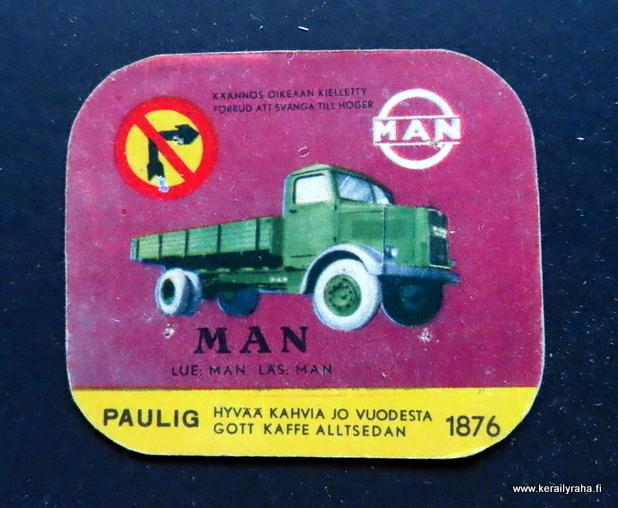 KÄÄNNÖS OIKEAAN KIELLETTY
FÖRBUD ATT SVÄNGA TILL HÖGER
MAN
MAN
LUE: MAN LÄS: MAN
PAULIG
HYVÄÄ KAHVIA JO VUODESTA
GOTT KAFFE ALLTSEDAN
1876
www.kerailyraha.fi